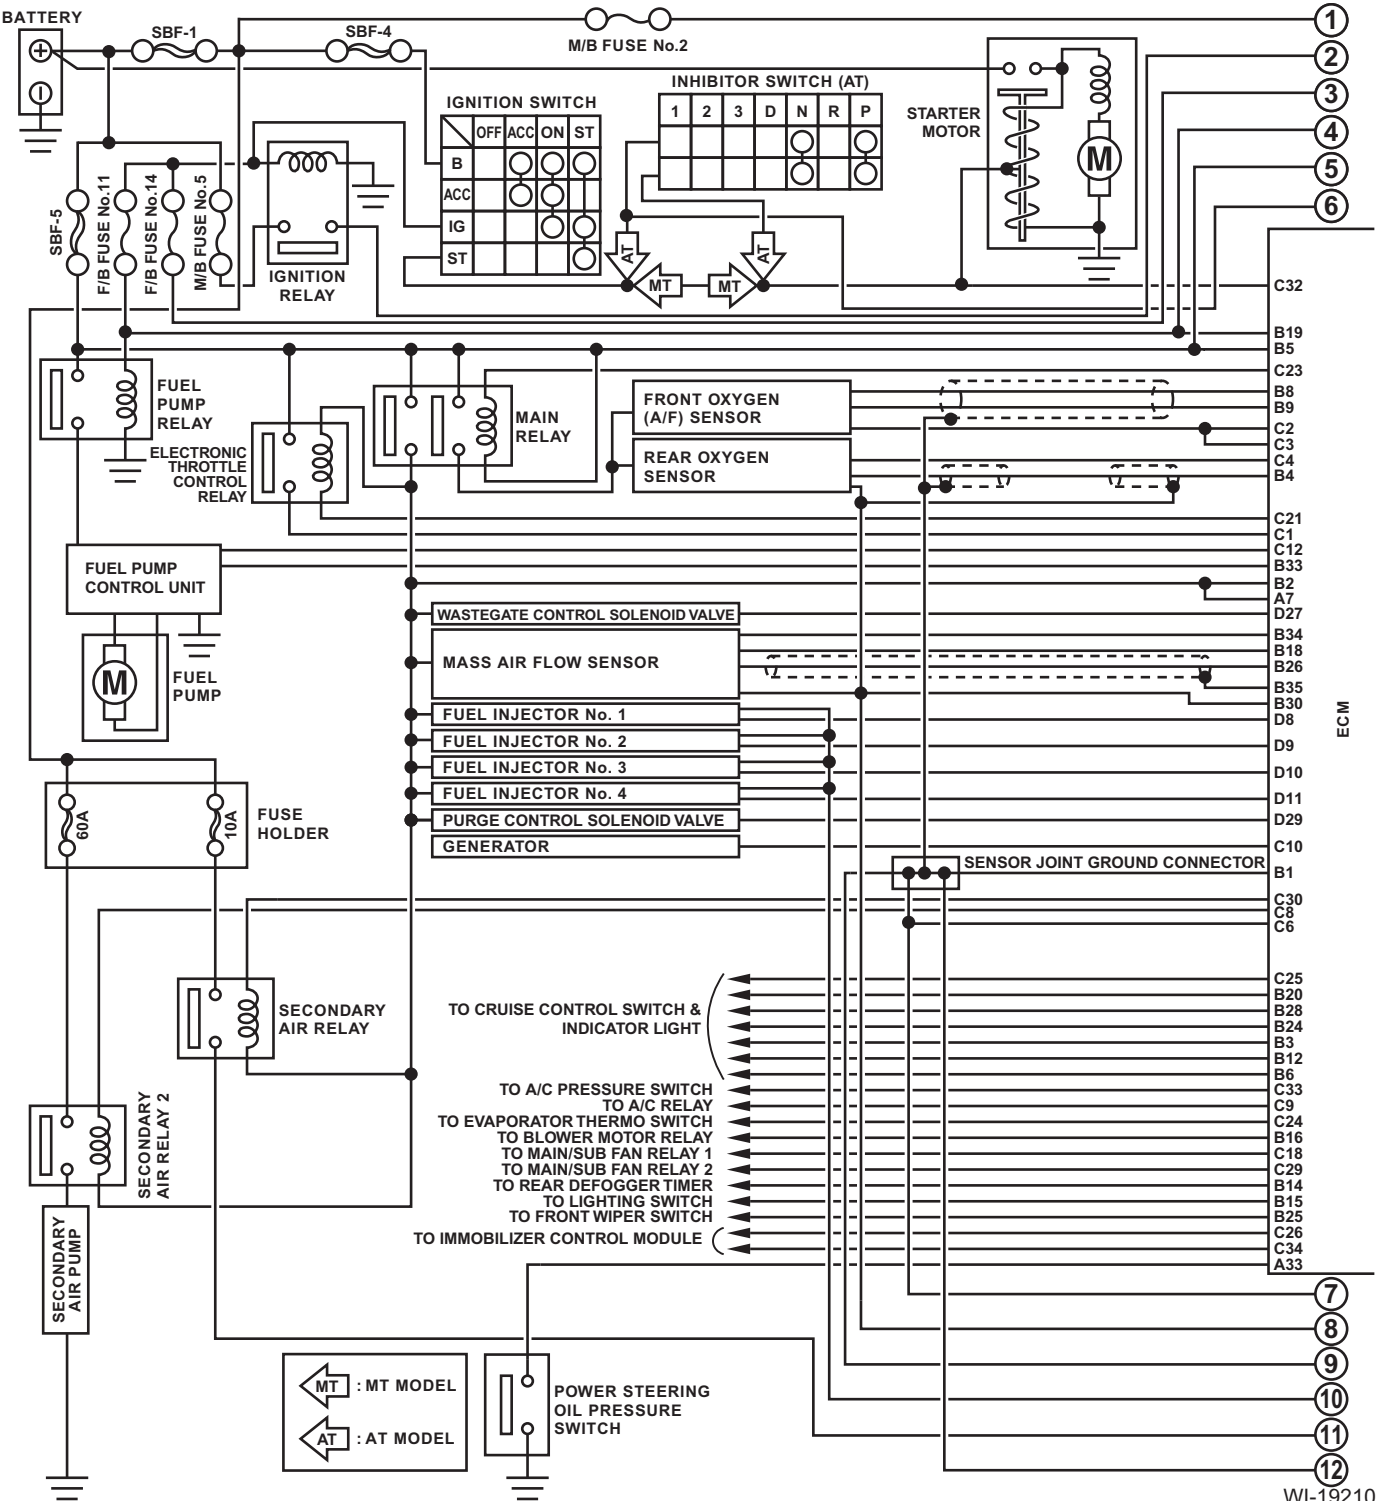 BATTERY
SBF-1
SBF-4
M/B FUSE No.2
1
2
3
4
5
6
IGNITION SWITCH
OFF ACC ON ST
B
ACC
IG
ST
INHIBITOR SWITCH (AT)
1 2 3 D N R P
STARTER
MOTOR
M
SBF-5
F/B FUSE No.11
F/B FUSE No.14
M/B FUSE No.5
IGNITION
RELAY
AT
MT
MT
AT
FUEL
PUMP
RELAY
ELECTRONIC
THROTTLE
CONTROL
RELAY
MAIN
RELAY
FRONT OXYGEN
(A/F) SENSOR
REAR OXYGEN
SENSOR
FUEL PUMP
CONTROL UNIT
M
FUEL
PUMP
WASTEGATE CONTROL SOLENOID VALVE
MASS AIR FLOW SENSOR
FUEL INJECTOR No. 1
FUEL INJECTOR No. 2
FUEL INJECTOR No. 3
FUEL INJECTOR No. 4
PURGE CONTROL SOLENOID VALVE
GENERATOR
60A
10A
FUSE
HOLDER
SENSOR JOINT GROUND CONNECTOR
SECONDARY
AIR RELAY
SECONDARY
AIR RELAY 2
SECONDARY
AIR PUMP
TO CRUISE CONTROL SWITCH &
INDICATOR LIGHT
TO A/C PRESSURE SWITCH
TO A/C RELAY
TO EVAPORATOR THERMO SWITCH
TO BLOWER MOTOR RELAY
TO MAIN/SUB FAN RELAY 1
TO MAIN/SUB FAN RELAY 2
TO REAR DEFOGGER TIMER
TO LIGHTING SWITCH
TO FRONT WIPER SWITCH
TO IMMOBILIZER CONTROL MODULE
MT : MT MODEL
AT : AT MODEL
POWER STEERING
OIL PRESSURE
SWITCH
C32
B19
B5
C23
B8
B9
C2
C3
C4
B4
C21
C1
C12
B33
B2
A7
D27
B34
B18
B26
B35
B30
D8
D9
D10
D11
D29
C10
B1
C30
C8
C6
C25
B20
B28
B24
B3
B12
B6
C33
C9
C24
B16
C18
C29
B14
B15
B25
C26
C34
A33
ECM
7
8
9
10
11
12
WI-19210